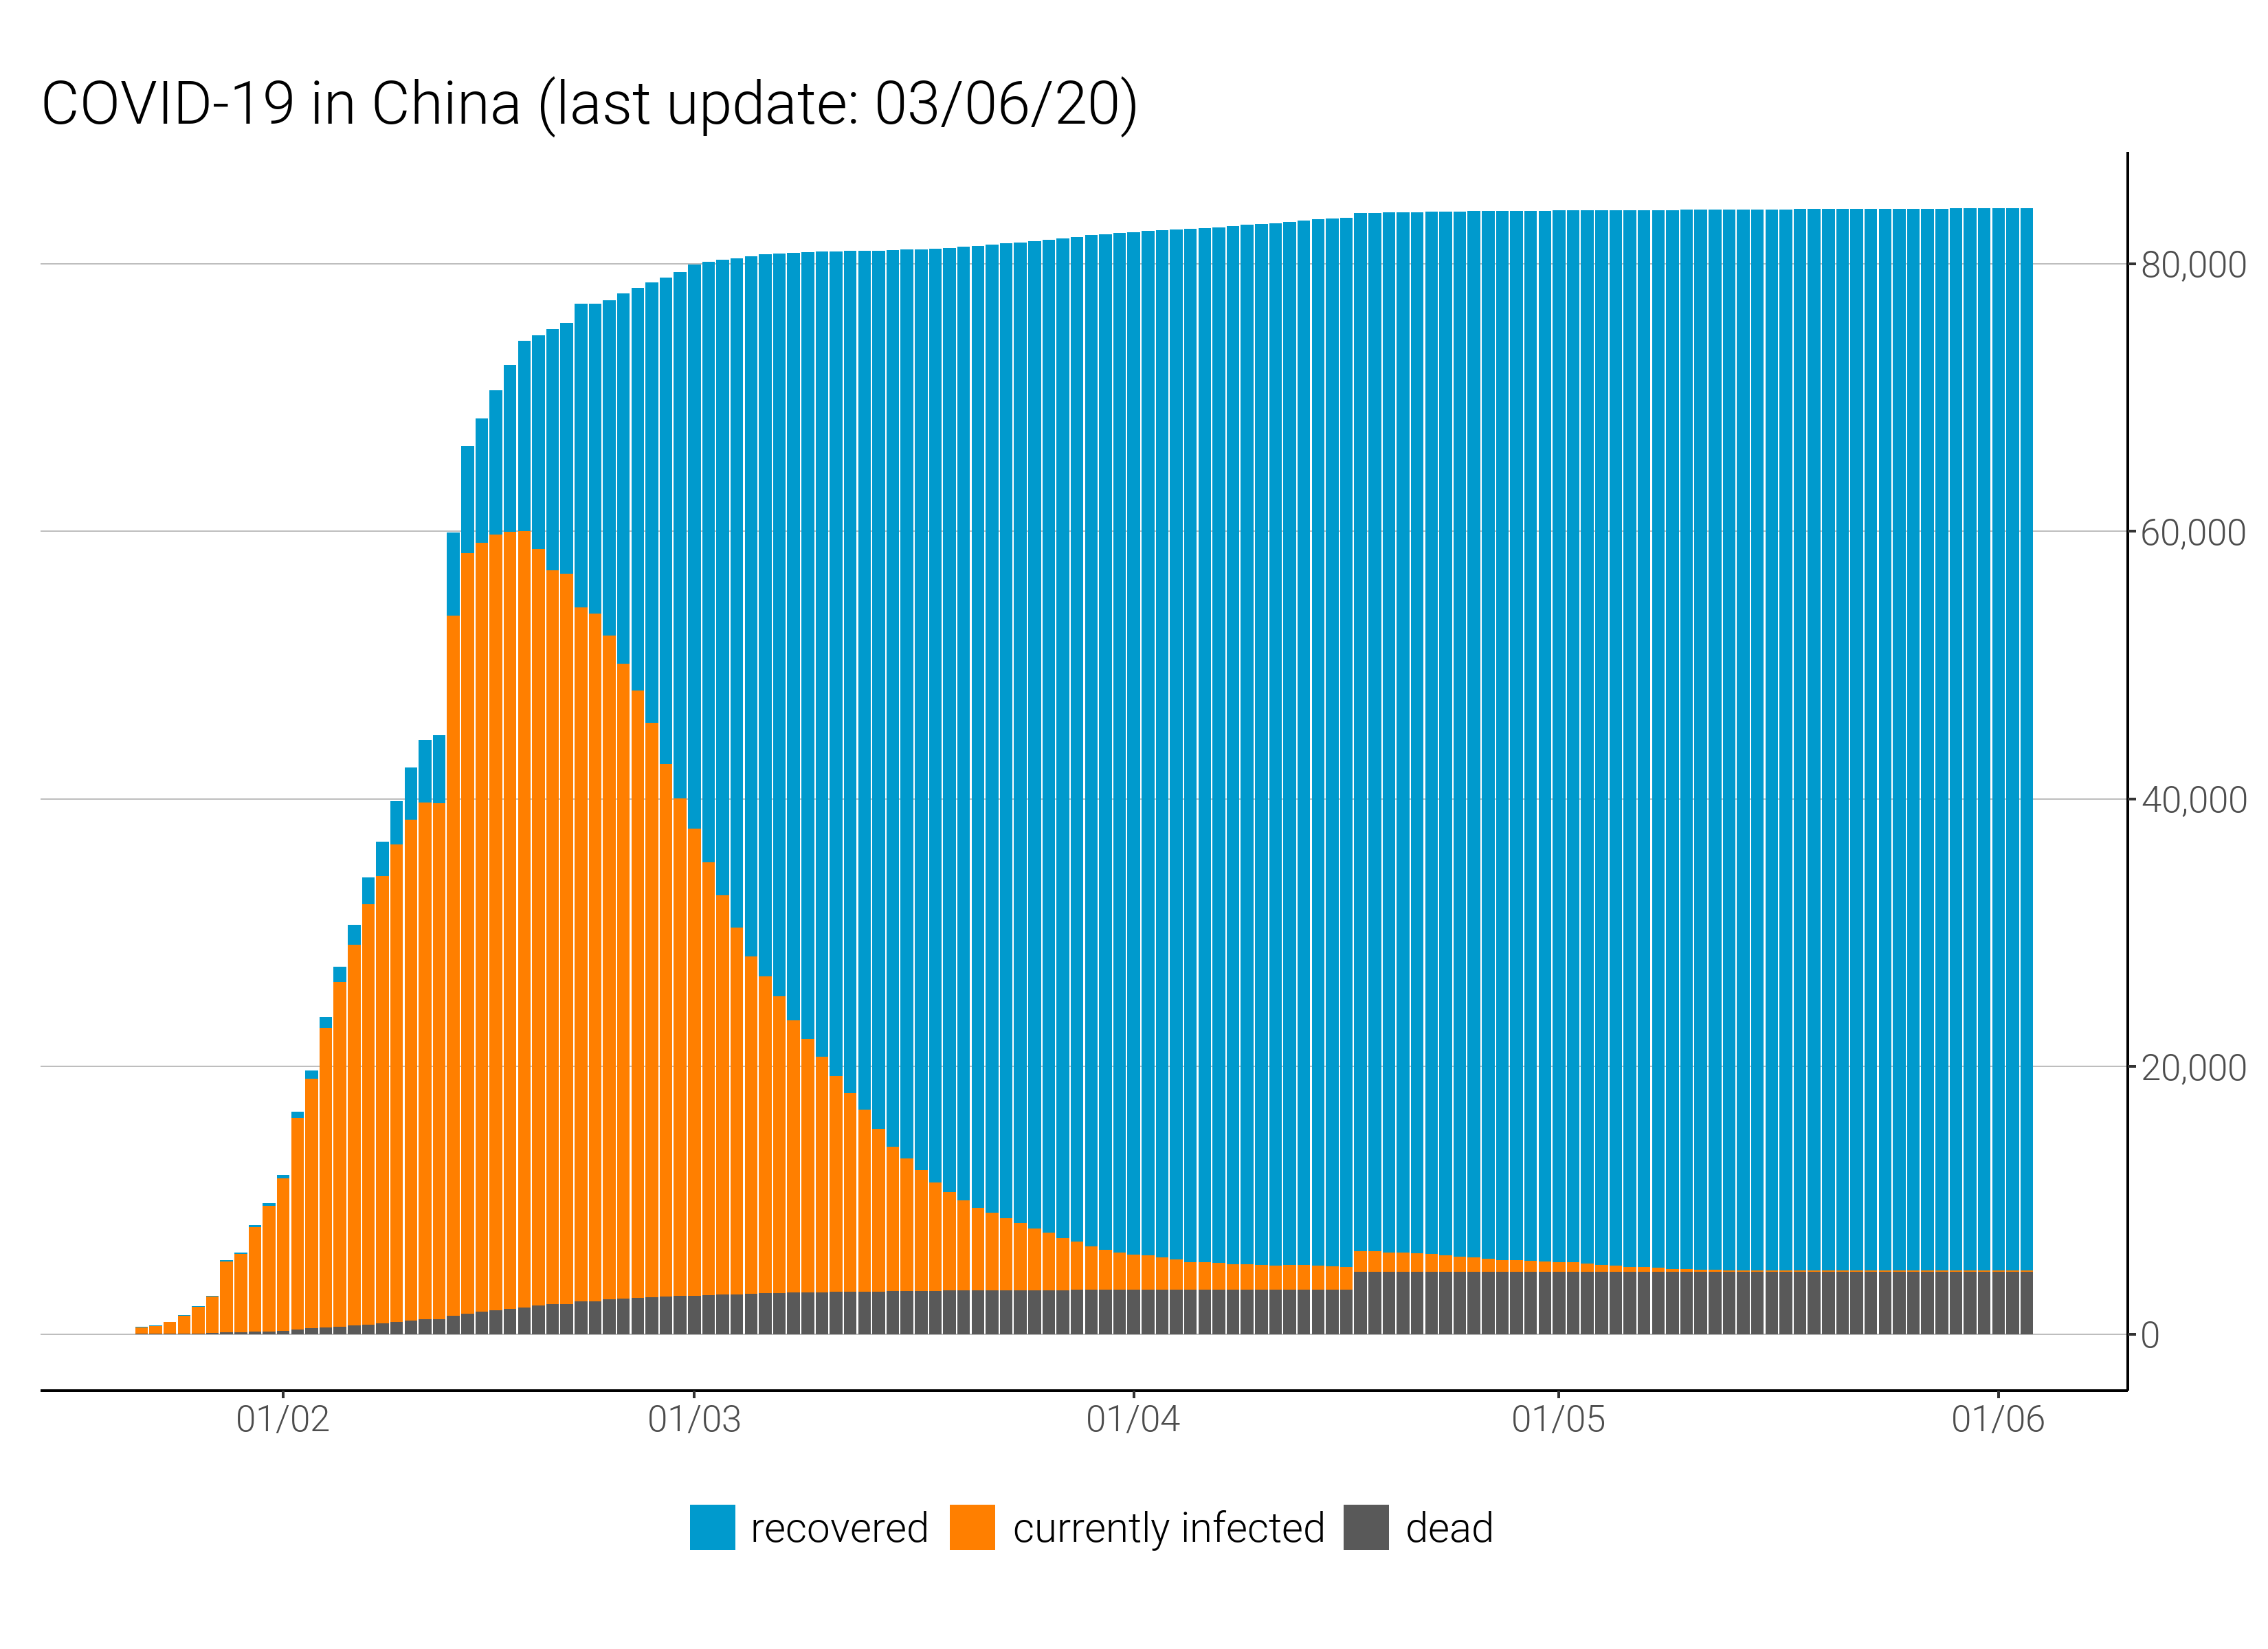 COVID-19 in China (last update: 03/06/20)
80,000
60,000
40,000
20,000
0
01/02 01/03 01/04 01/05 01/06
recovered currently infected dead